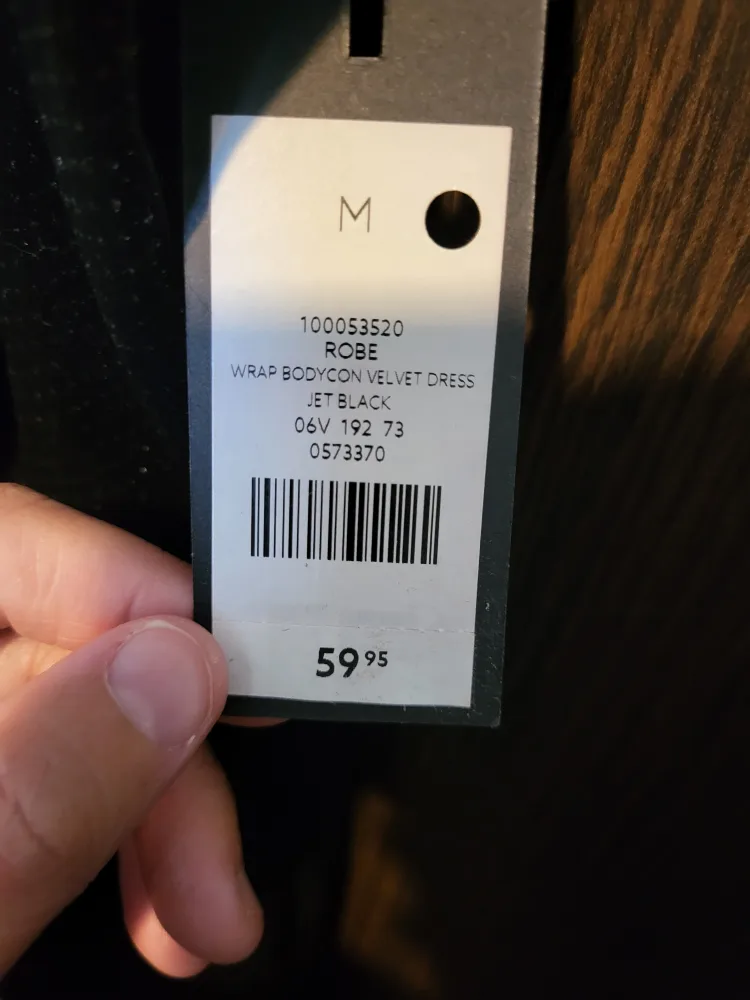 M
100053520
ROBE
WRAP BODYCON VELVET DRESS
JET BLACK
06V 192 73
0573370
59 95